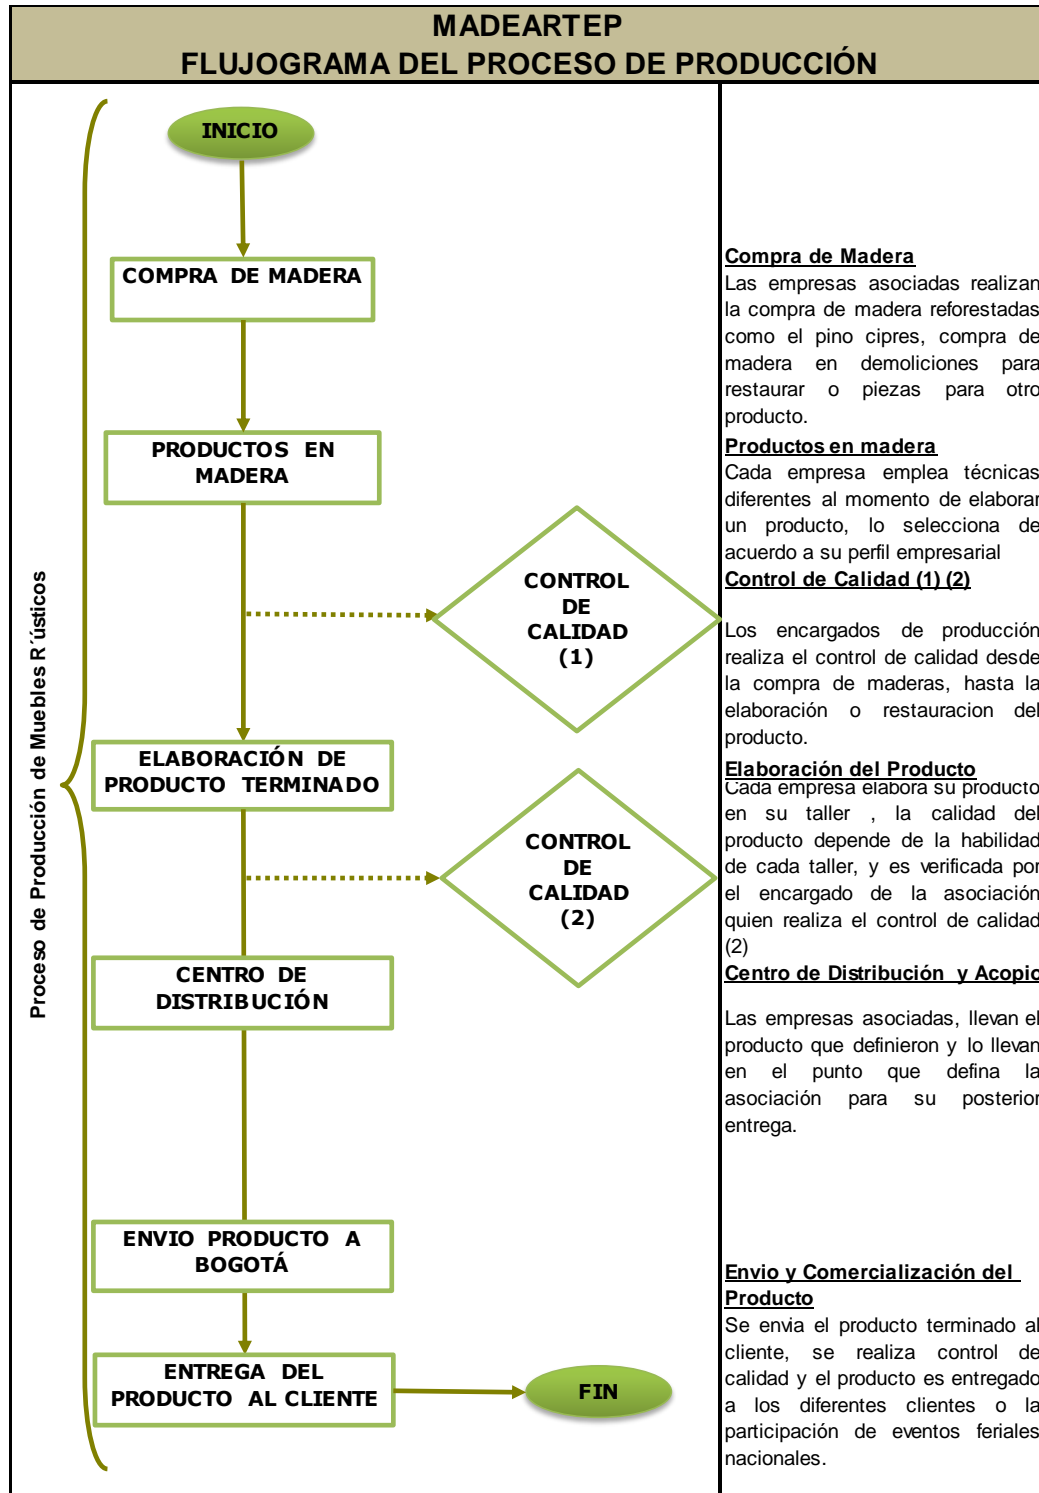 MADEARTEP
FLUJOGRAMA DEL PROCESO DE PRODUCCIÓN
Proceso de Producción de Muebles R´ústicos
INICIO
COMPRA DE MADERA
PRODUCTOS EN
MADERA
CONTROL
DE
CALIDAD
(1)
ELABORACIÓN DE
PRODUCTO TERMINADO
CONTROL
DE
CALIDAD
(2)
CENTRO DE
DISTRIBUCIÓN
ENVIO PRODUCTO A
BOGOTÁ
ENTREGA DEL
PRODUCTO AL CLIENTE
FIN
Compra de Madera
Las empresas asociadas realizan
la compra de madera reforestadas
como el pino cipres, compra de
madera en demoliciones para
restaurar o piezas para otro
producto.
Productos en madera
Cada empresa emplea técnicas
diferentes al momento de elaborar
un producto, lo selecciona de
acuerdo a su perfil empresarial
Control de Calidad (1) (2)
Los encargados de producción
realiza el control de calidad desde
la compra de maderas, hasta la
elaboración o restauracion del
producto.
Elaboración del Producto
Cada empresa elabora su producto
en su taller , la calidad del
producto depende de la habilidad
de cada taller, y es verificada por
el encargado de la asociación
quien realiza el control de calidad
(2)
Centro de Distribución y Acopio
Las empresas asociadas, llevan el
producto que definieron y lo llevan
en el punto que defina la
asociación para su posterior
entrega.
Envio y Comercialización del
Producto
Se envia el producto terminado al
cliente, se realiza control de
calidad y el producto es entregado
a los diferentes clientes o la
participación de eventos feriales
nacionales.